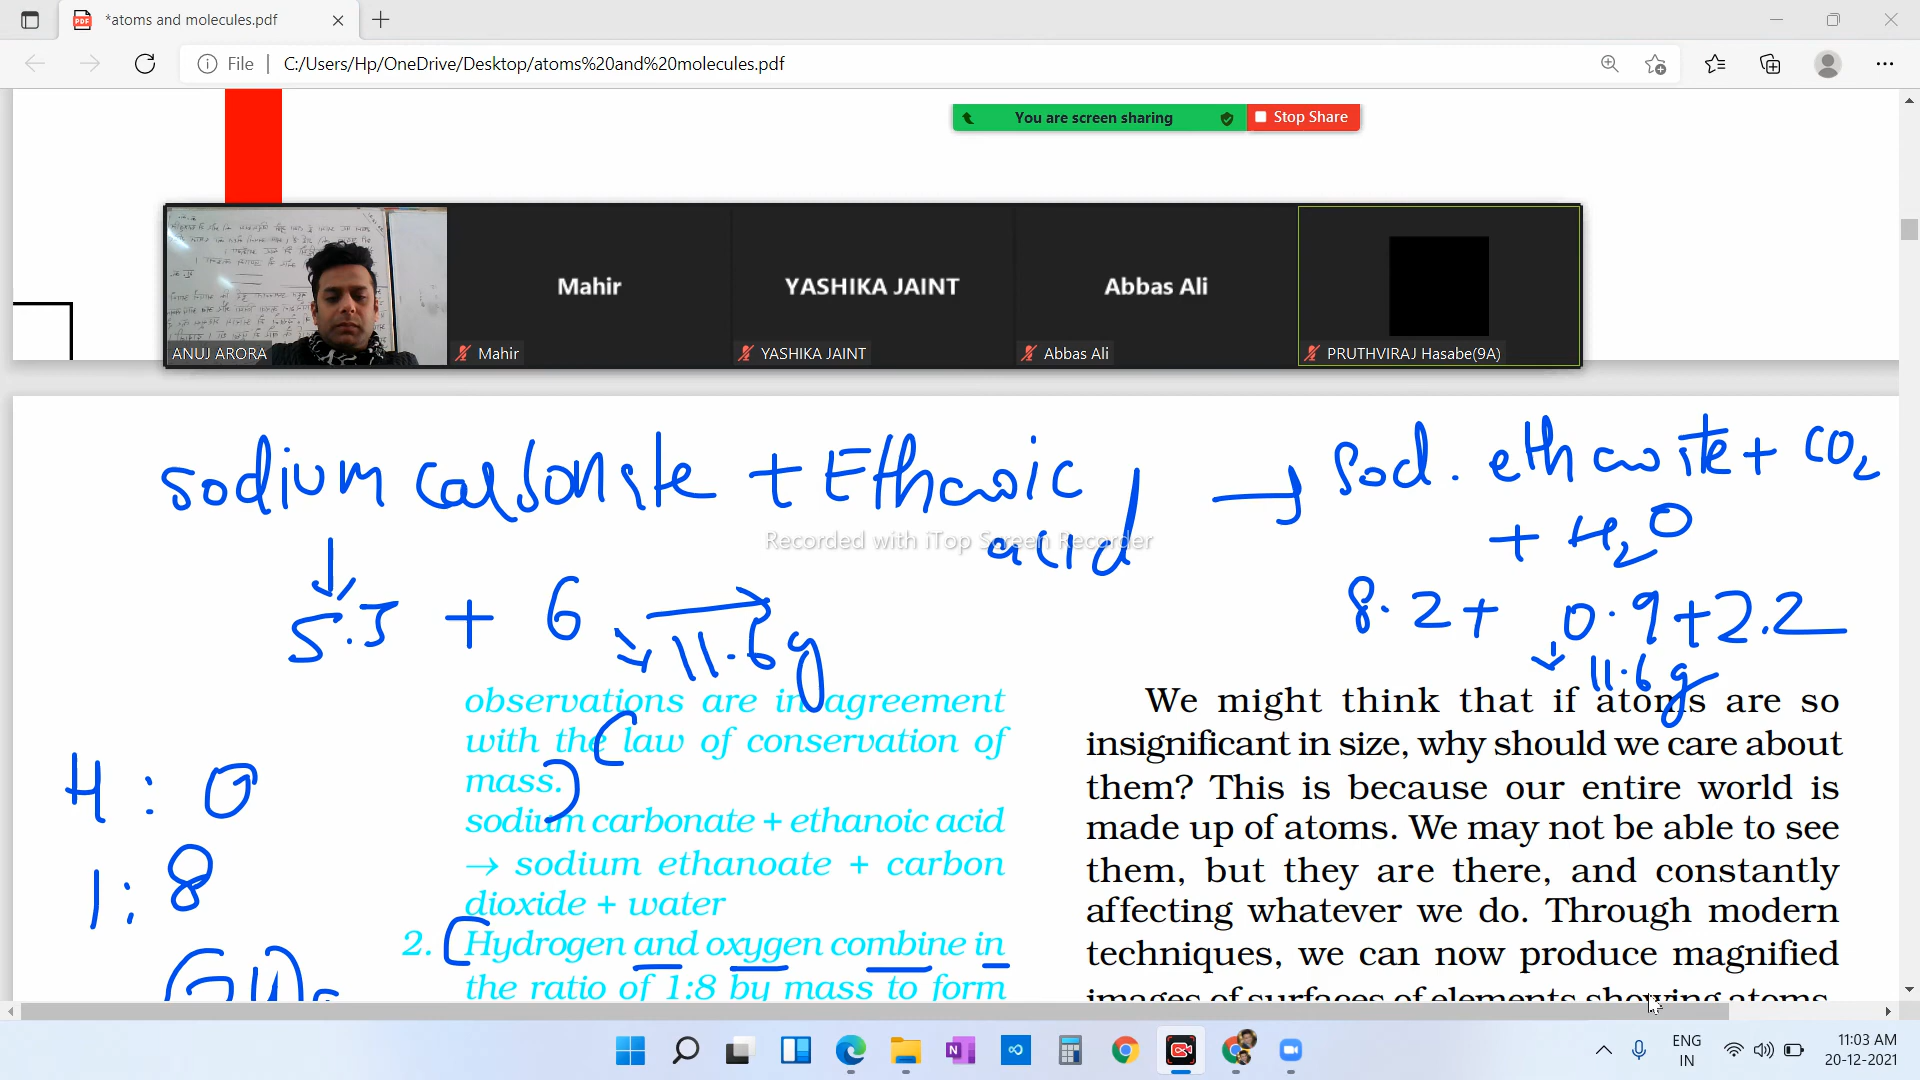 *atoms and molecules.pdf
File | C:/Users/Hp/OneDrive/Desktop/atoms%20and%20molecules.pdf
You are screen sharing
Stop Share
Mahir
YASHIKA JAINT
Abbas Ali
ANUJ ARORA
Mahir
YASHIKA JAINT
Abbas Ali
PRUTHVIRAJ Hasabe(9A)
sodium carbonate + Ethanoic acid → Sod. ethanoate + CO2
+ H2O
Recorded with iTop Screen Recorder
5.3 + 6 → 8.2 + 0.9 + 2.2
11.6g
11.6g
observations are in agreement
with the (law of conservation of
mass.)
sodium carbonate + ethanoic acid
→ sodium ethanoate + carbon
dioxide + water
H : O
1 : 8
2. Hydrogen and oxygen combine in
the ratio of 1:8 by mass to form
We might think that if atoms are so
insignificant in size, why should we care about
them? This is because our entire world is
made up of atoms. We may not be able to see
them, but they are there, and constantly
affecting whatever we do. Through modern
techniques, we can now produce magnified
images of surfaces of elements showing atoms.
ENG
IN
11:03 AM
20-12-2021